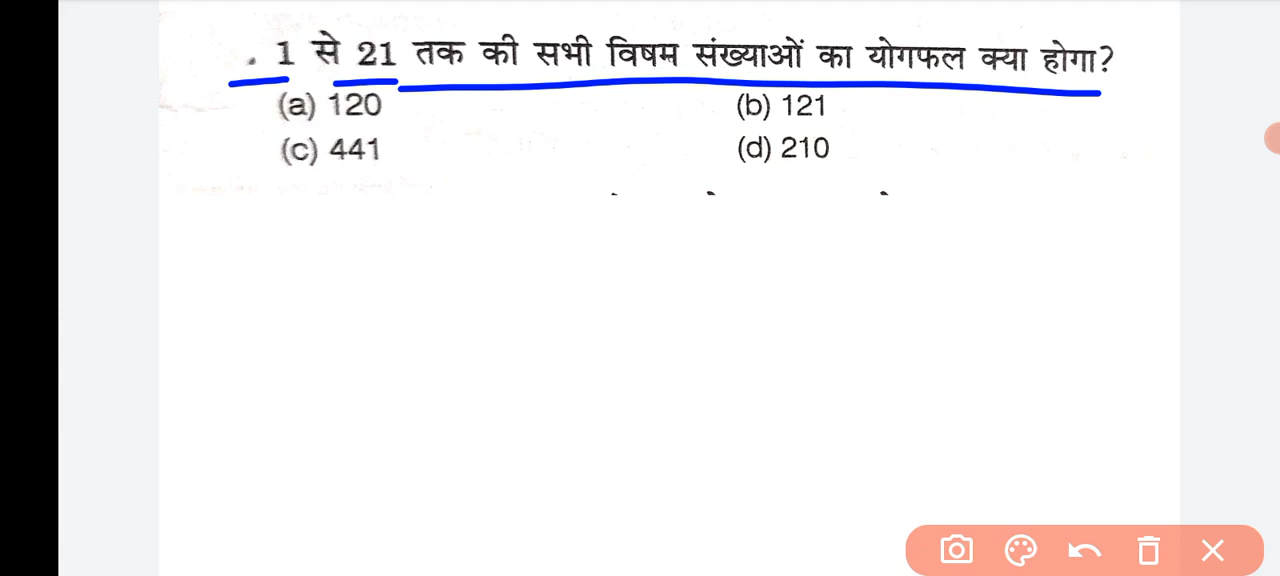 . 1 से 21 तक की सभी विषम संख्याओं का योगफल क्या होगा?
(a) 120 (b) 121
(c) 441 (d) 210